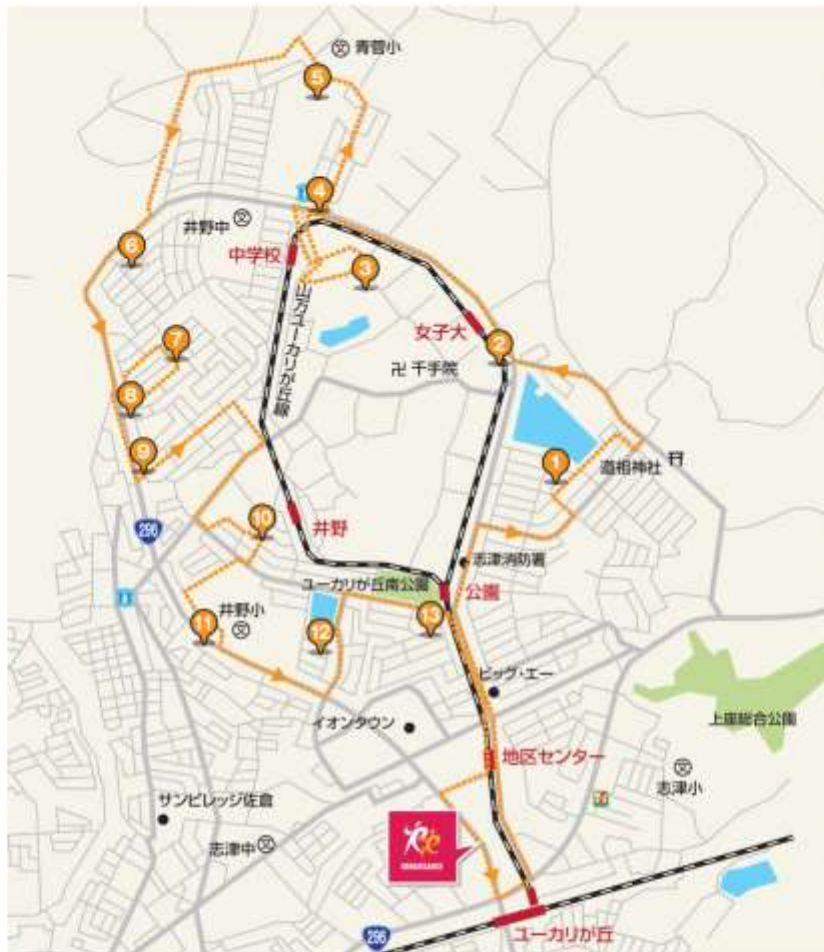 青菅小
5
4
井野中
中学校
6
3
山万ユーカリが丘線
女子大
2
7
卍 千手院
8
1
道祖神社
9
10
井野
296
志津消防署
ユーカリが丘南公園
公園
井野小
11
12
13
ビッグ・エー
上座総合公園
イオンタウン
地区センター
志津小
サンビレッジ佐倉
志津中
RENAISSANCE
296
ユーカリが丘